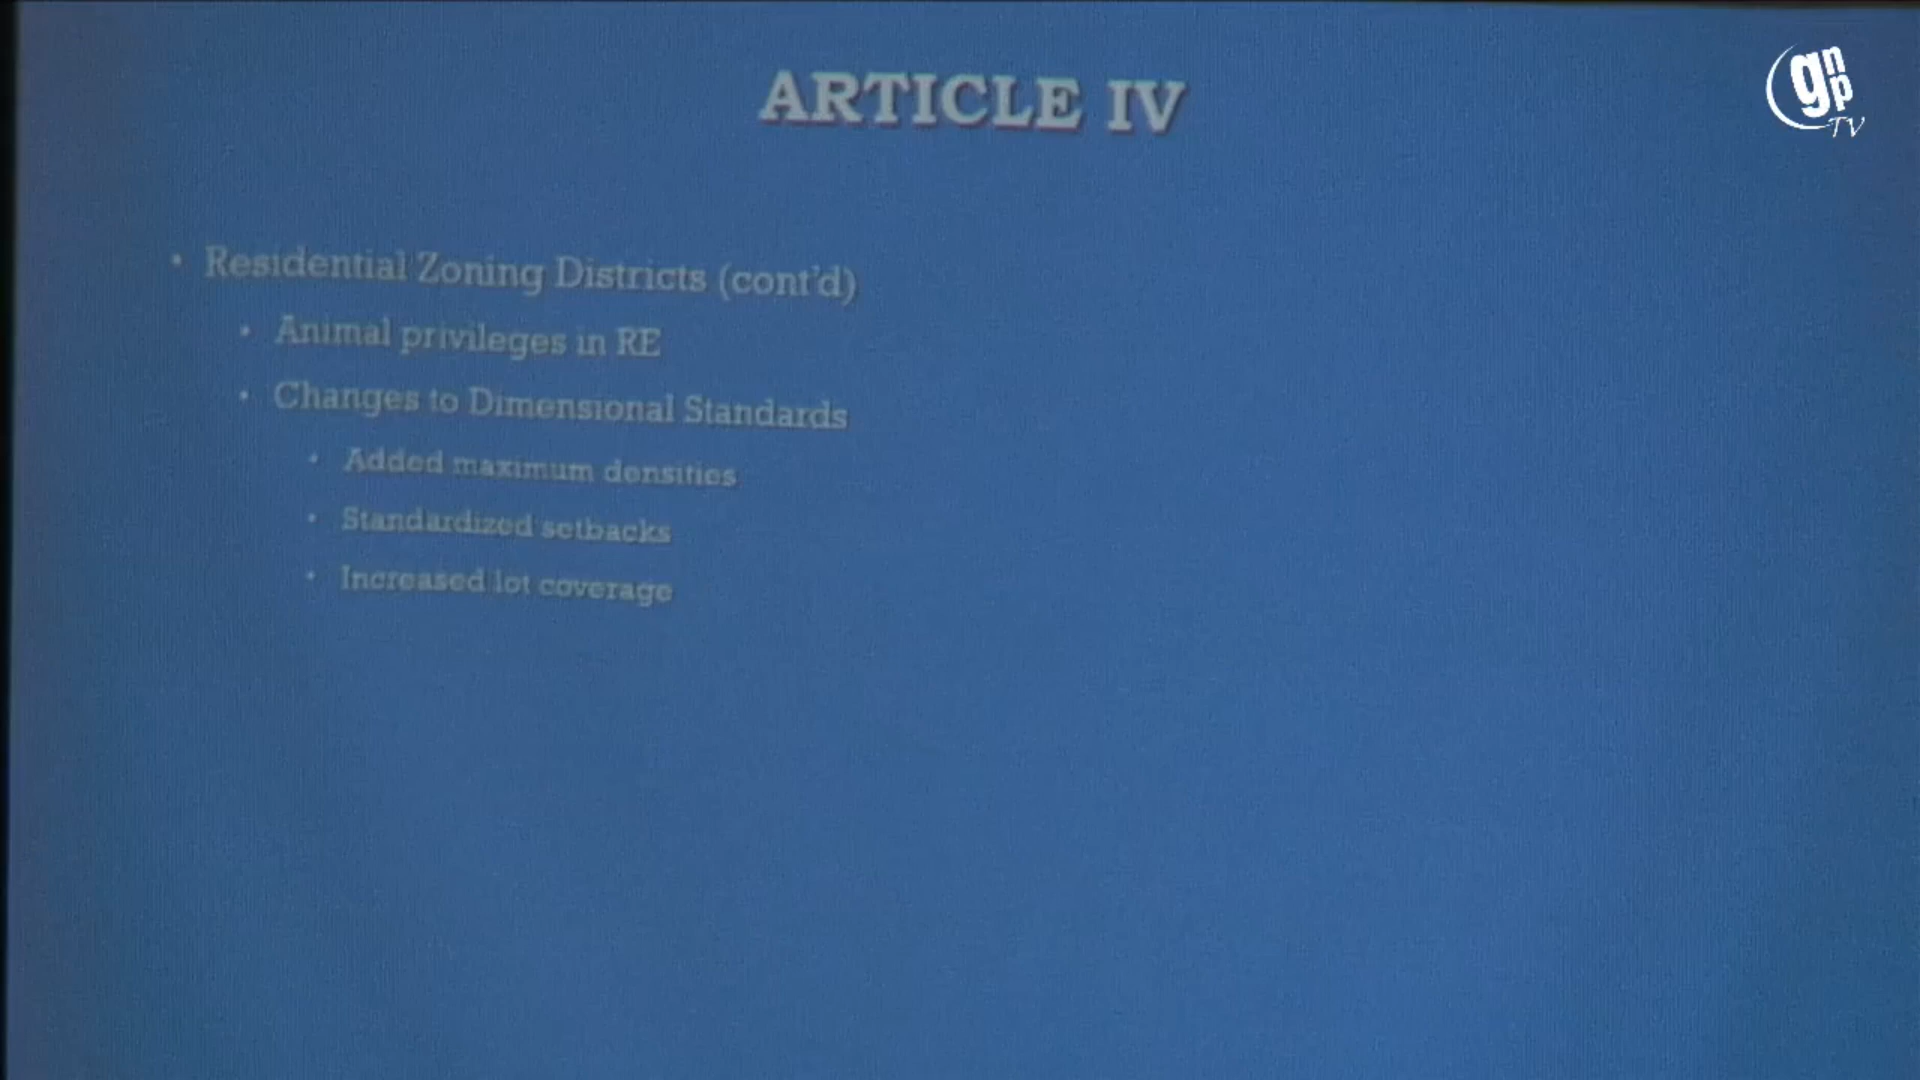 ARTICLE IV
gnp
TV
• Residential Zoning Districts (cont'd)
• Animal privileges in RE
• Changes to Dimensional Standards
• Added maximum densities
• Standardized setbacks
• Increased lot coverage